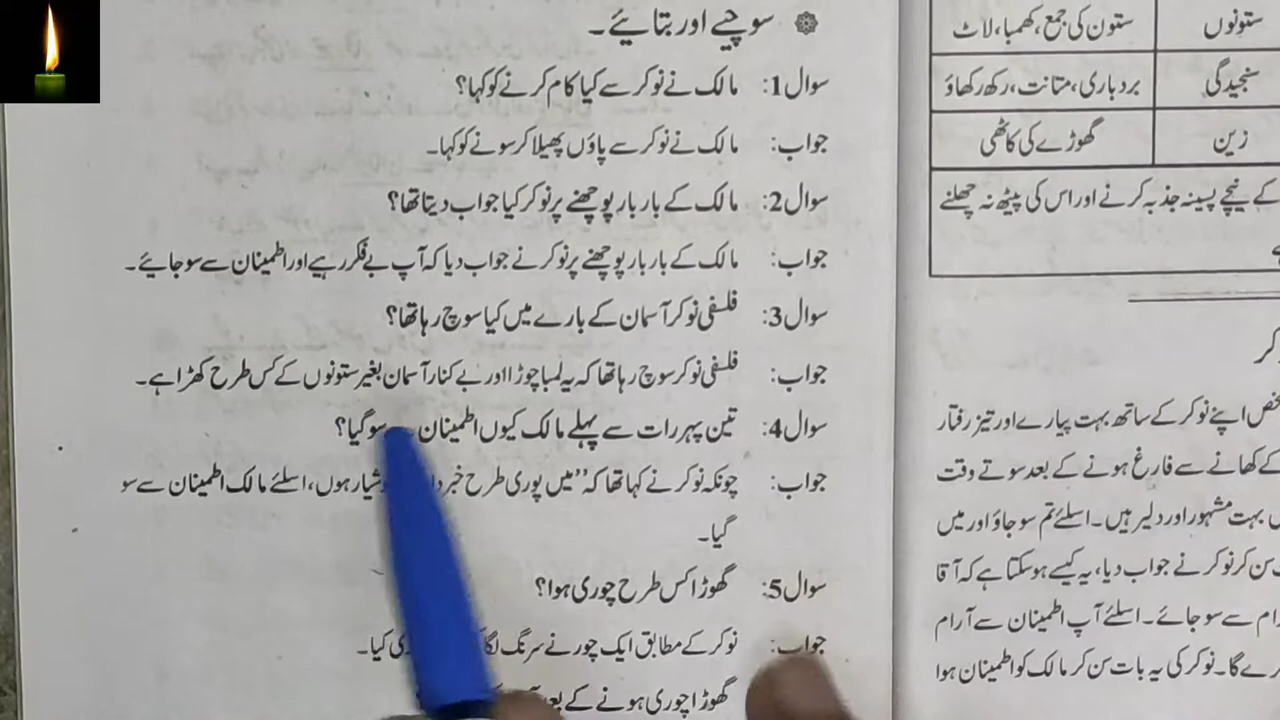 سوچیے اور بتائیے۔
سوال 1: مالک نے نوکر سے کیا کام کرنے کو کہا؟
جواب: مالک نے نوکر سے پاؤں پھیلا کر سونے کو کہا۔
سوال 2: مالک کے بار بار پوچھنے پر نوکر کیا جواب دیتا تھا؟
جواب: مالک کے بار بار پوچھنے پر نوکر نے جواب دیا کہ آپ بے فکر رہیے اور اطمینان سے سو جائیے۔
سوال 3: فلسفی نوکر آسمان کے بارے میں کیا سوچ رہا تھا؟
جواب: فلسفی نوکر سوچ رہا تھا کہ یہ لمبا چوڑا اور بے کنار آسمان بغیر ستونوں کے کس طرح کھڑا ہے۔
سوال 4: تین پہر رات سے پہلے مالک کیوں اطمینان سو گیا؟
جواب: چونکہ نوکر نے کہا تھا کہ ”میں پوری طرح ہوں، اسلئے مالک اطمینان سے سو
گیا۔
سوال 5: گھوڑا کس طرح چوری ہوا؟
جواب: نوکر کے مطابق ایک چور نے سرنگ کیا۔
گھوڑا چوری ہونے کے بعد
ستونوں ستون کی جمع، کھمبا، لاٹ
سنجیدگی بردباری، متانت، رکھ رکھاؤ
زین گھوڑے کی کاٹھی
کے نیچے پسینہ جذبہ کرنے اور اس کی پیٹھ نہ چھلنے
کر
اپنے نوکر کے ساتھ بہت پیارے اور تیز رفتار
کے کھانے سے فارغ ہونے کے بعد سوتے وقت
بہت مشہور اور دلیر ہیں۔ اسلئے تم سو جاؤ اور میں
سن کر نوکر نے جواب دیا، یہ کیسے ہو سکتا ہے کہ آقا
سے سو جائے۔ اسلئے آپ اطمینان سے آرام
رے گا۔ نوکر کی یہ بات سن کر مالک کو اطمینان ہوا